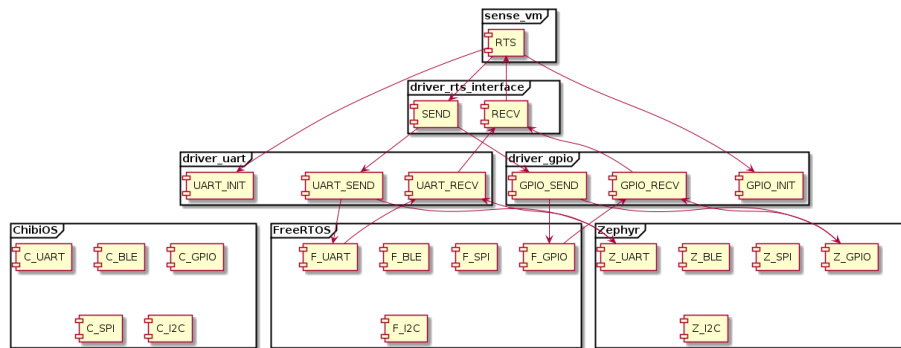 sense_vm
RTS
driver_rts_interface
SEND
RECV
driver_uart
driver_gpio
UART_INIT
UART_SEND
UART_RECV
GPIO_SEND
GPIO_RECV
GPIO_INIT
ChibiOS
FreeRTOS
Zephyr
C_UART
C_BLE
C_GPIO
F_UART
F_BLE
F_SPI
F_GPIO
Z_UART
Z_BLE
Z_SPI
Z_GPIO
C_SPI
C_I2C
F_I2C
Z_I2C